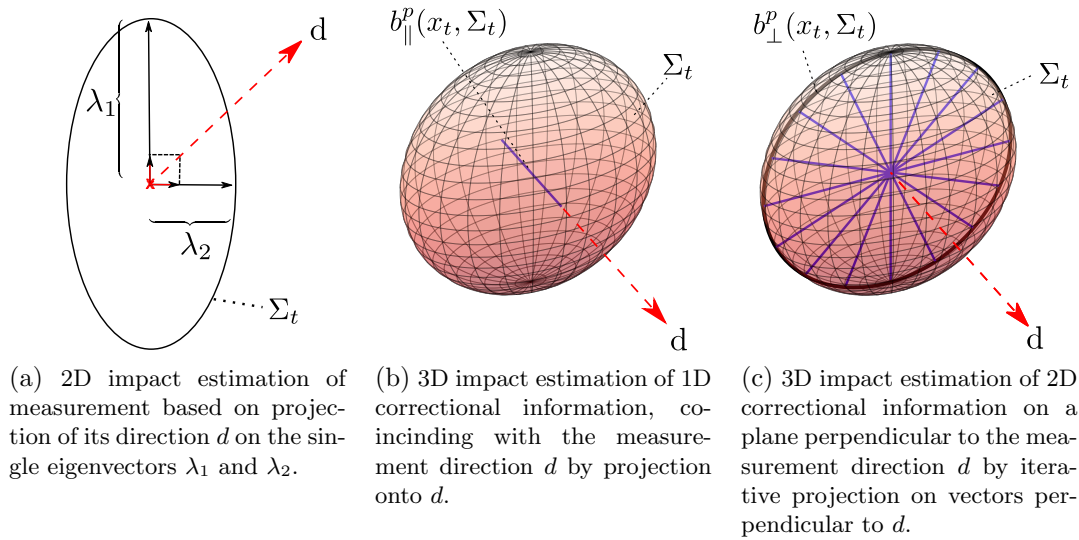 d
λ₁
λ₂
Σₜ
(a) 2D impact estimation of
measurement based on projec-
tion of its direction d on the sin-
gle eigenvectors λ₁ and λ₂.
b∥ᵖ(xₜ, Σₜ)
Σₜ
d
(b) 3D impact estimation of 1D
correctional information, co-
inciding with the measure-
ment direction d by projection
onto d.
b⊥ᵖ(xₜ, Σₜ)
Σₜ
d
(c) 3D impact estimation of 2D
correctional information on a
plane perpendicular to the mea-
surement direction d by itera-
tive projection on vectors per-
pendicular to d.